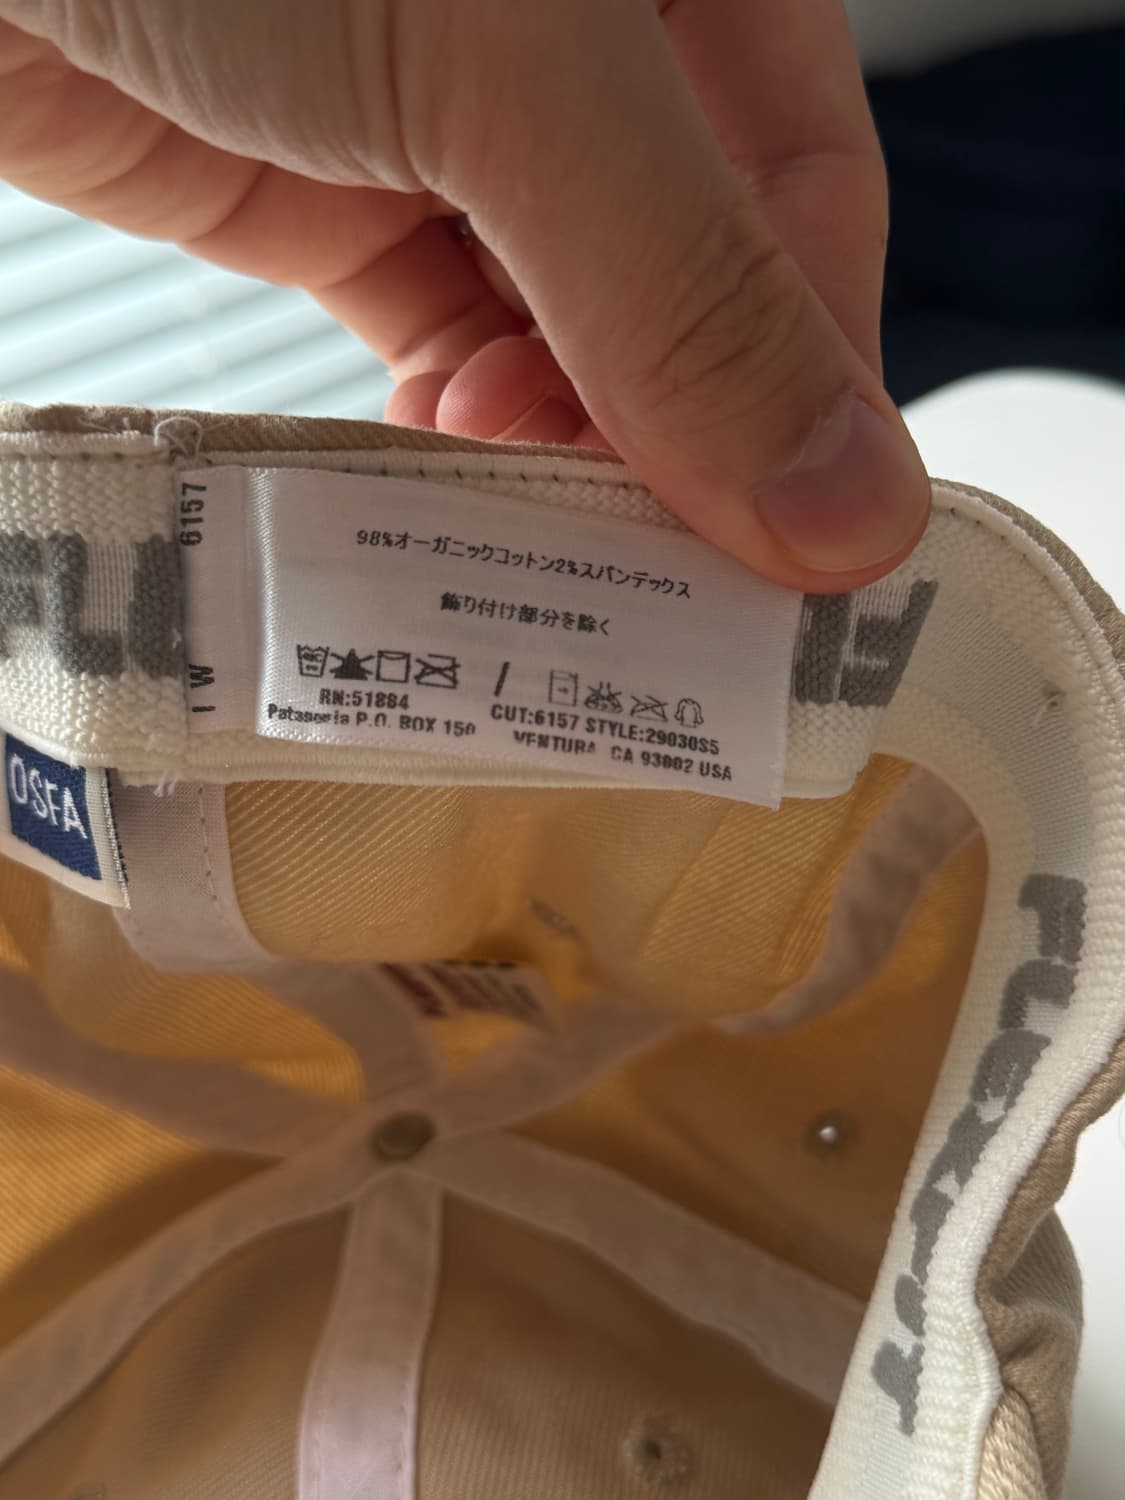 6157
I W
98%オーガニックコットン2%スパンデックス
飾り付け部分を除く
RN:51884
CUT:6157 STYLE:29030S5
Patagonia P.O. BOX 150
VENTURA, CA 93002 USA
OSFA
FLEXFIT